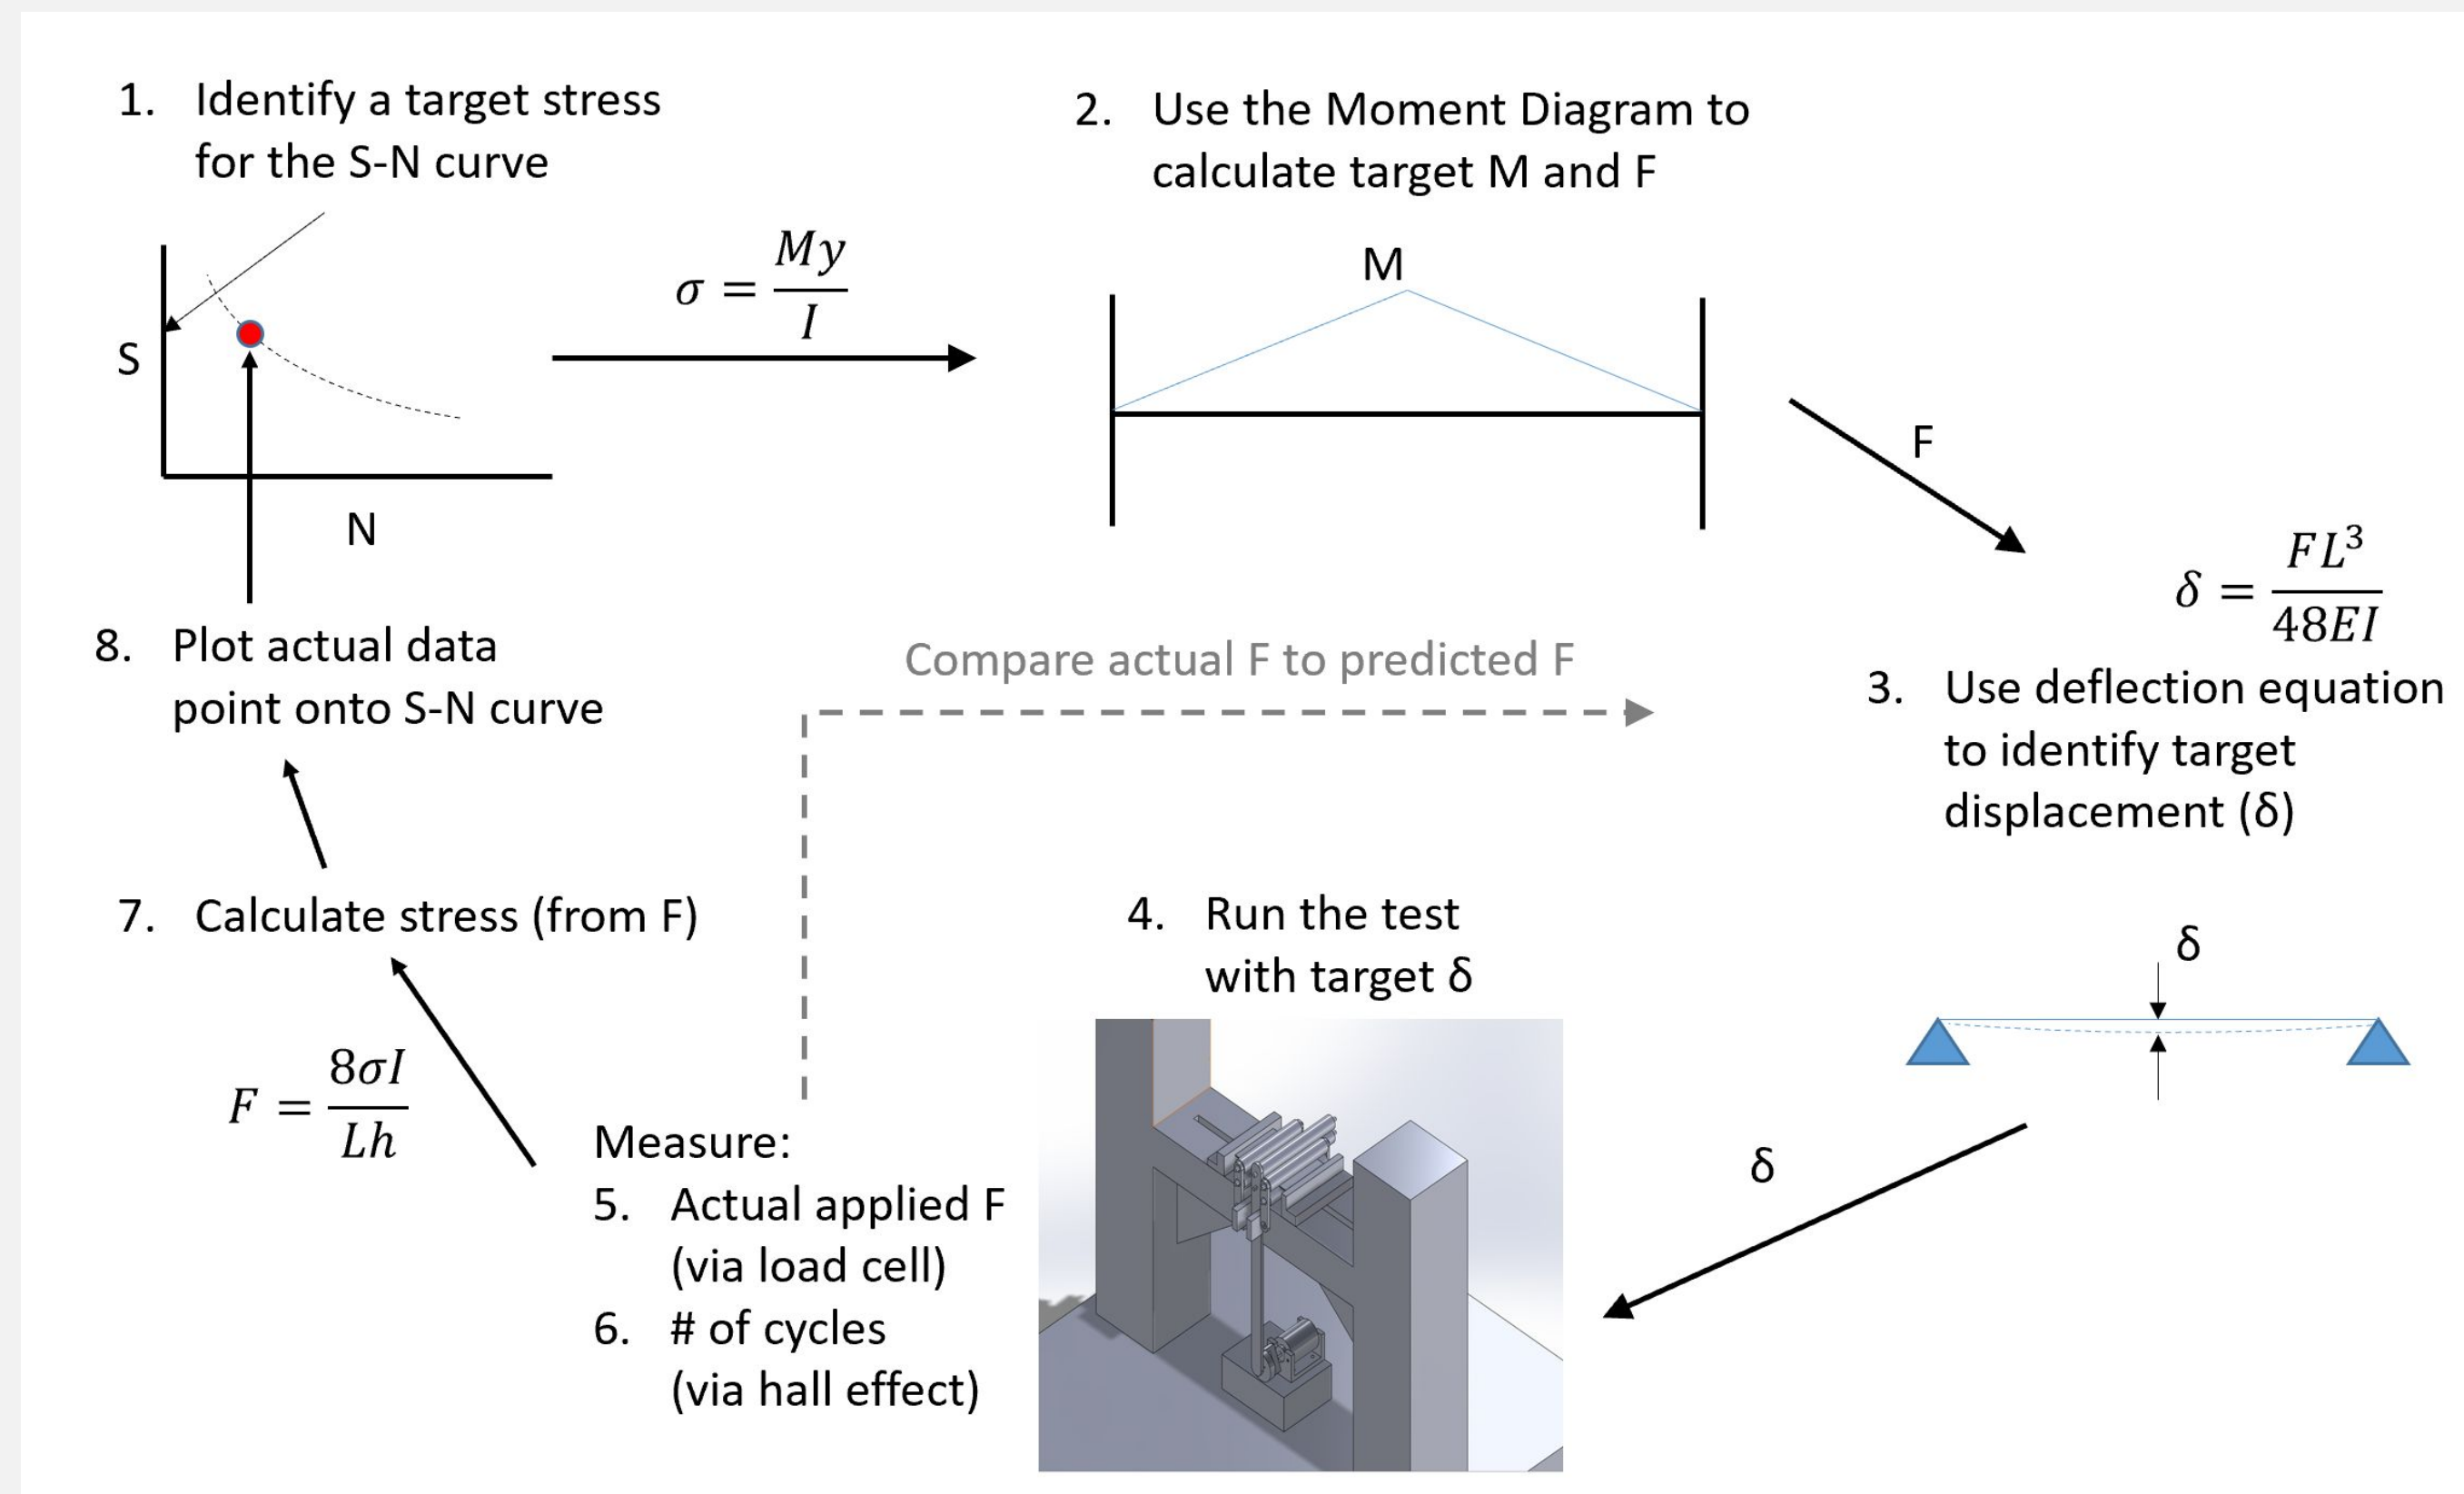 1. Identify a target stress
for the S-N curve
S
N
σ = My / I
2. Use the Moment Diagram to
calculate target M and F
M
F
δ = FL³ / 48EI
3. Use deflection equation
to identify target
displacement (δ)
δ
δ
4. Run the test
with target δ
Compare actual F to predicted F
Measure:
5. Actual applied F
(via load cell)
6. # of cycles
(via hall effect)
F = 8σI / Lh
7. Calculate stress (from F)
8. Plot actual data
point onto S-N curve